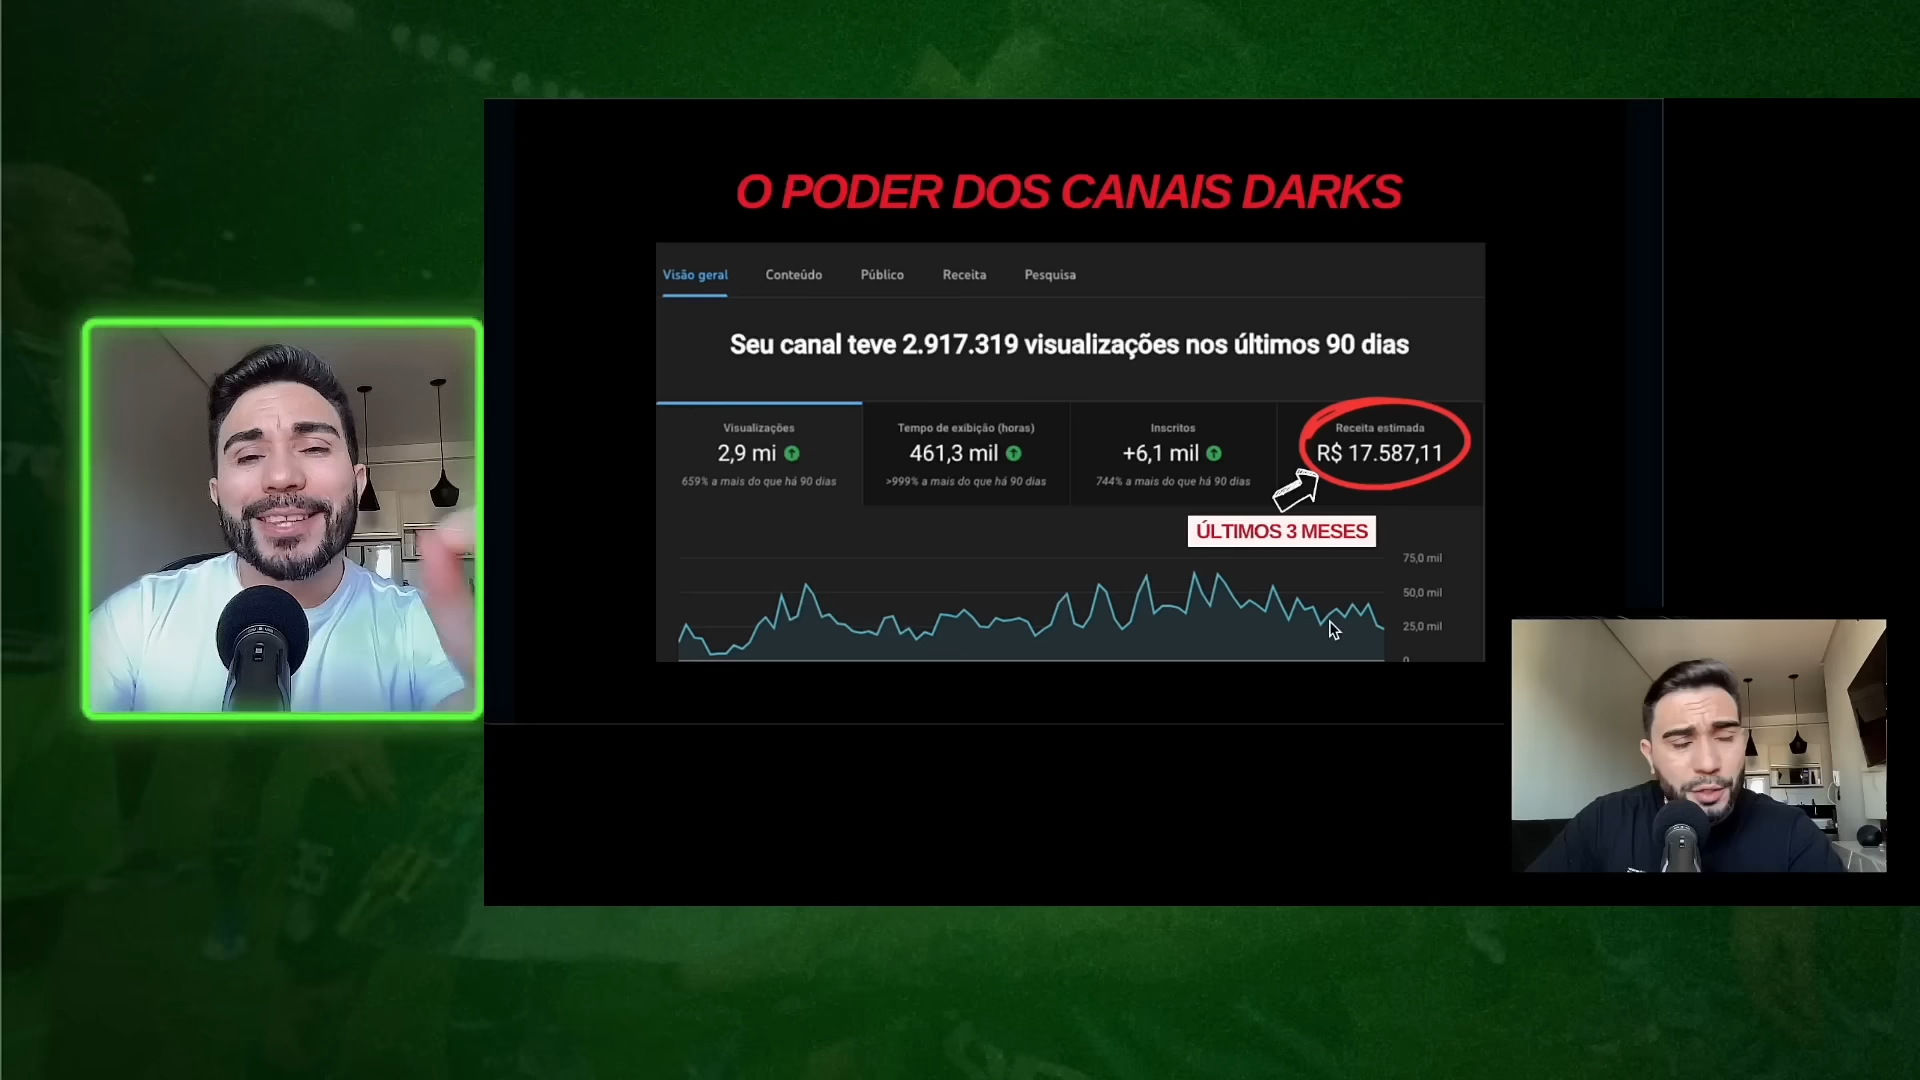 O PODER DOS CANAIS DARKS
Visão geral Conteúdo Público Receita Pesquisa
Seu canal teve 2.917.319 visualizações nos últimos 90 dias
Visualizações
2,9 mi
659% a mais do que há 90 dias
Tempo de exibição (horas)
461,3 mil
>999% a mais do que há 90 dias
Inscritos
+6,1 mil
744% a mais do que há 90 dias
Receita estimada
R$ 17.587,11
ÚLTIMOS 3 MESES
75,0 mil
50,0 mil
25,0 mil
0